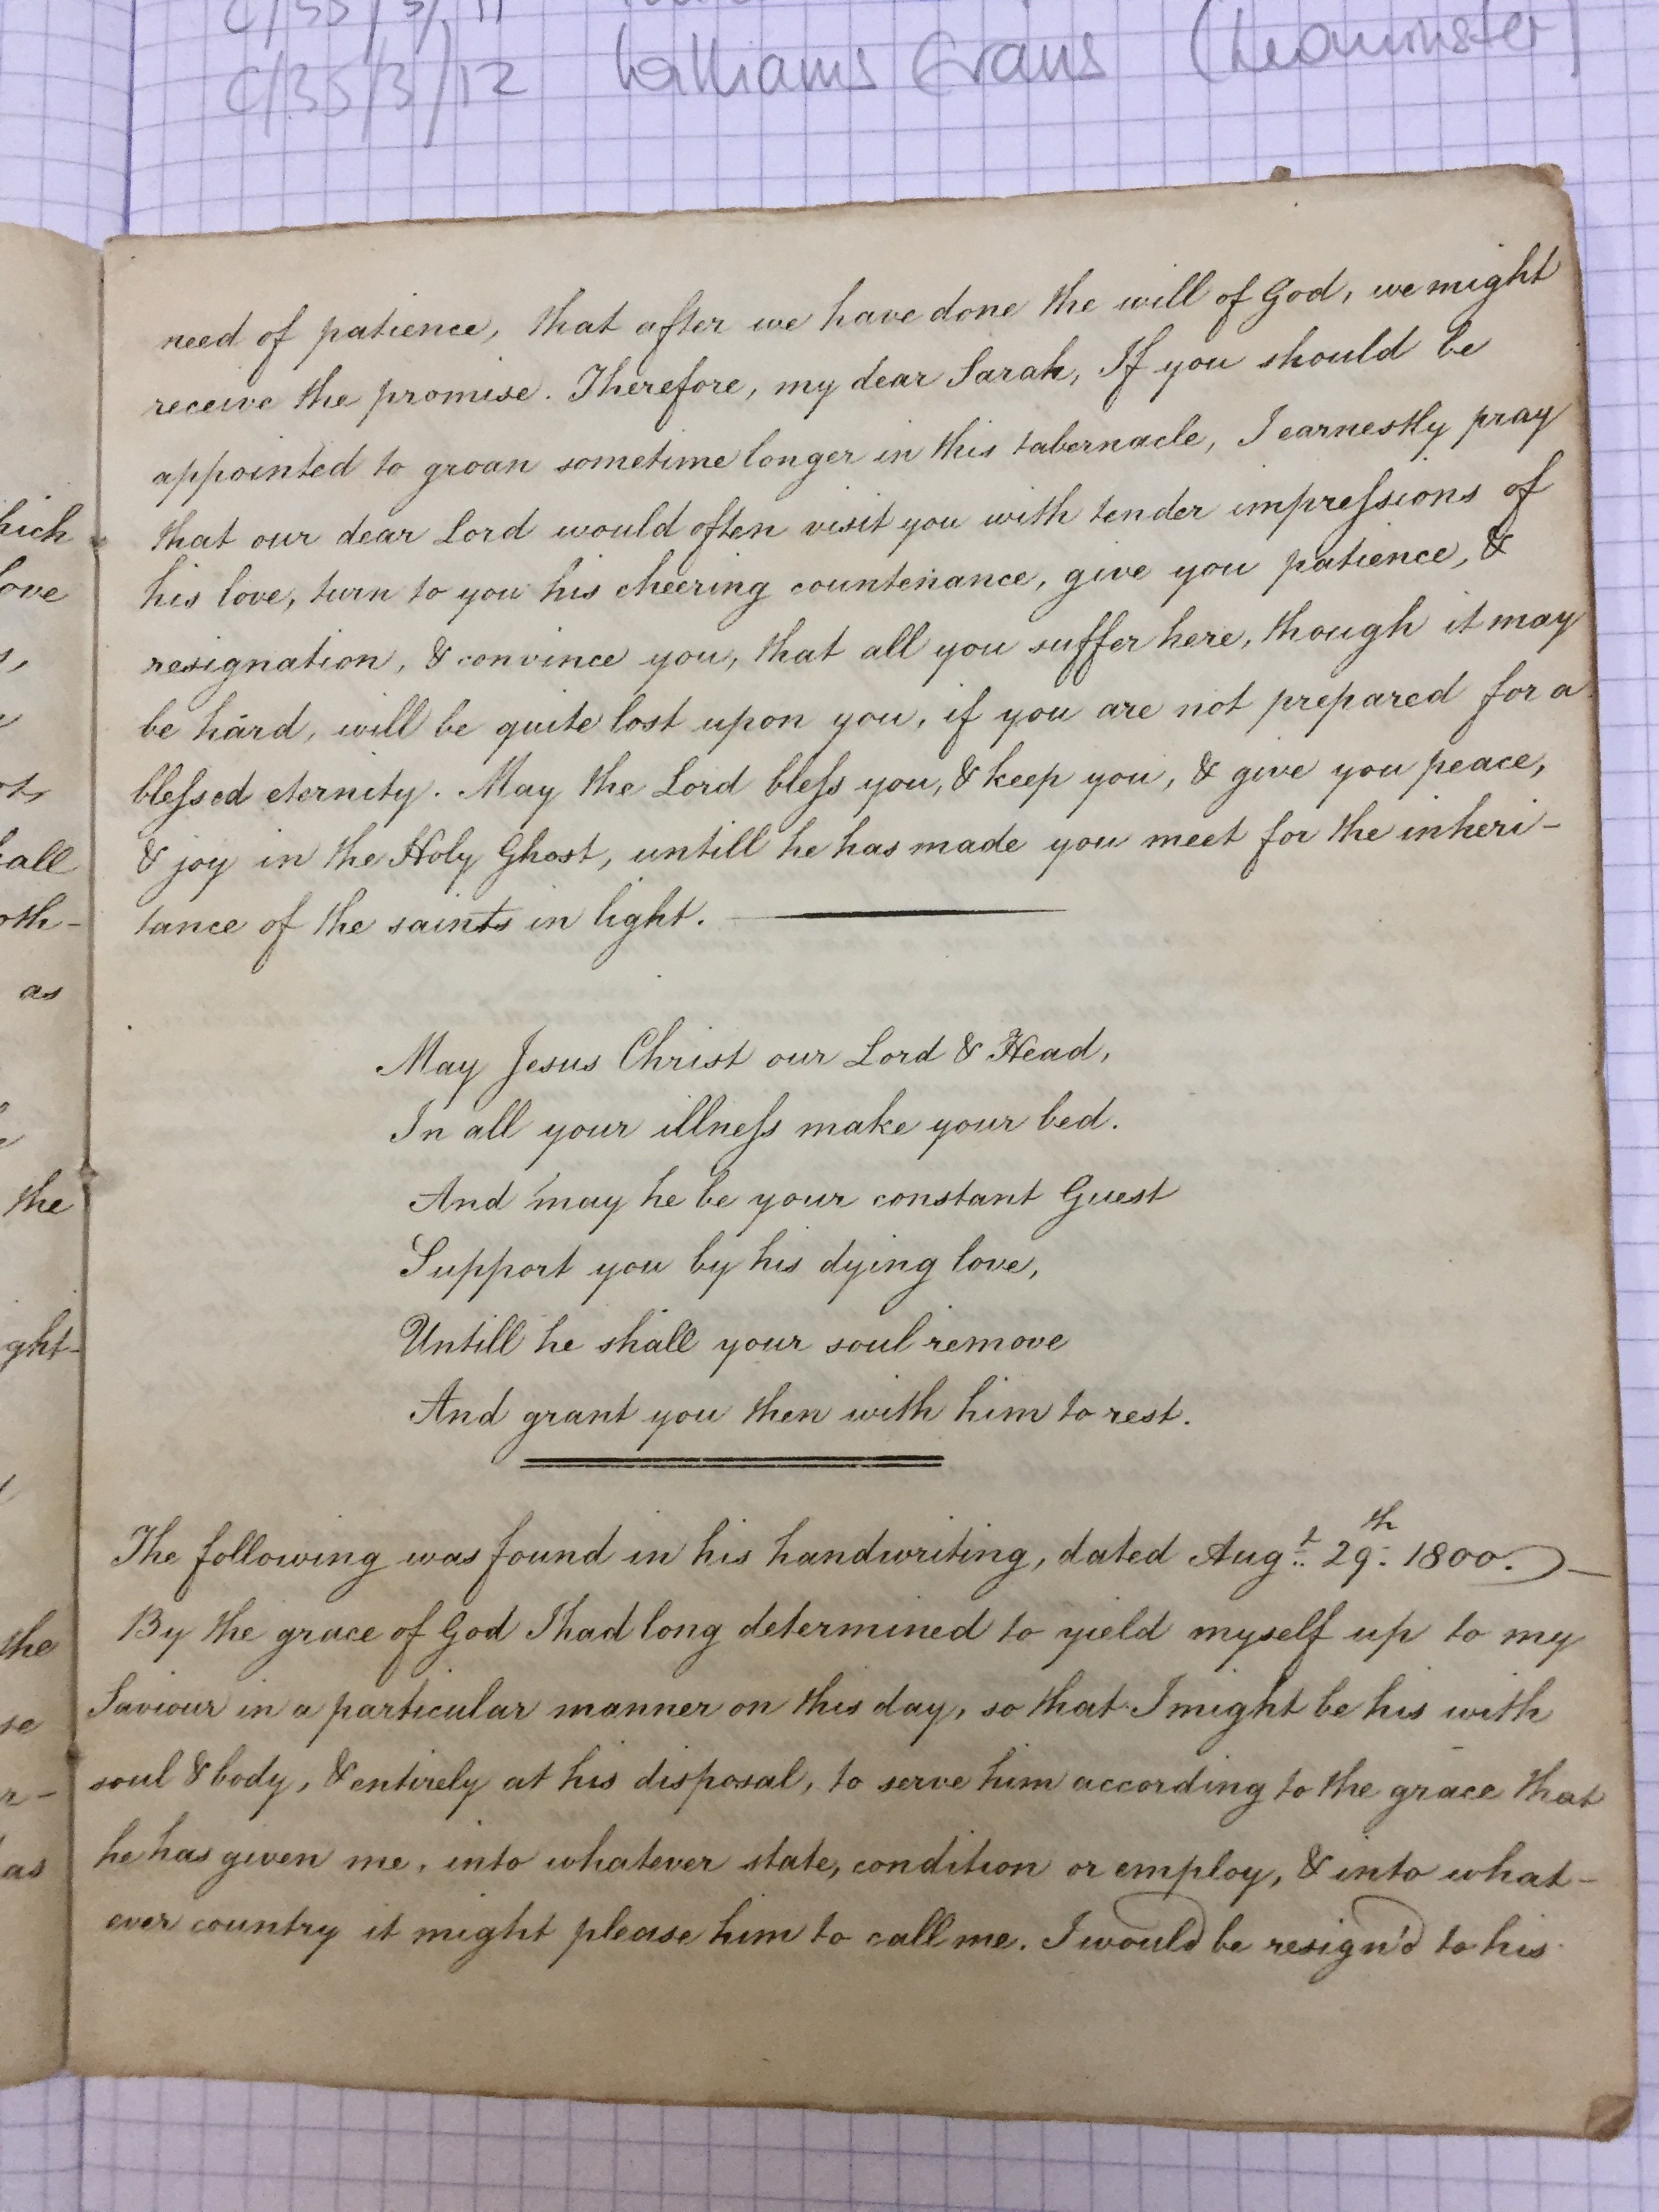 C/35/3/11
C/35/3/12 Williams Evans (Leominster)
need of patience, that after we have done the will of God, we might
receive the promise. Therefore, my dear Sarah, If you should be
appointed to groan sometime longer in this tabernacle, I earnestly pray
that our dear Lord would often visit you with tender impreſsions of
his love, turn to you his cheering countenance, give you patience, &
resignation, & convince you, that all you suffer here, though it may
be hard, will be quite lost upon you, if you are not prepared for a
bleſsed eternity. May the Lord bleſs you, & keep you, & give you peace,
& joy in the Holy Ghost, untill he has made you meet for the inheri-
tance of the saints in light.
May Jesus Christ our Lord & Head,
In all your illneſs make your bed.
And may he be your constant Guest
Support you by his dying love,
Untill he shall your soul remove
And grant you then with him to rest.
The following was found in his handwriting, dated Augt. 29th 1800.
By the grace of God I had long determined to yield myself up to my
Saviour in a particular manner on this day, so that I might be his with
soul & body, & entirely at his disposal, to serve him according to the grace that
he has given me, into whatever state, condition or employ, & into what-
ever country it might please him to call me. I would be resign'd to his
hich
love
all
oth-
as
the
ght-
the
se
r-
as